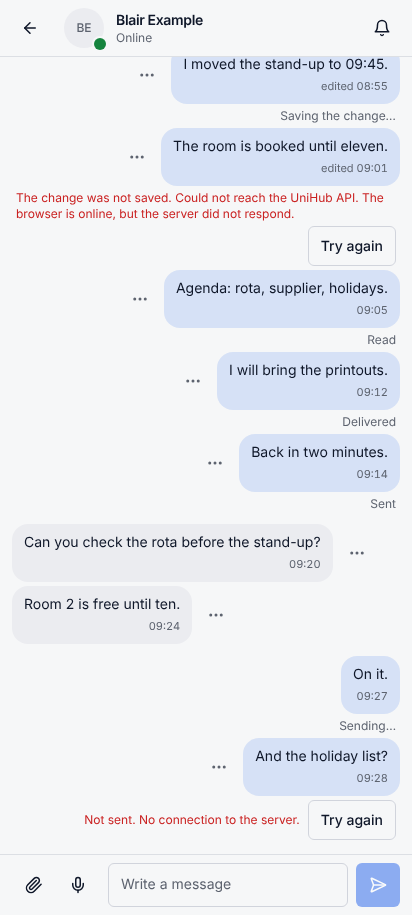 BE
Blair Example
Online
I moved the stand-up to 09:45.
edited 08:55
Saving the change...
The room is booked until eleven.
edited 09:01
The change was not saved. Could not reach the UniHub API. The
browser is online, but the server did not respond.
Try again
Agenda: rota, supplier, holidays.
09:05
Read
I will bring the printouts.
09:12
Delivered
Back in two minutes.
09:14
Sent
Can you check the rota before the stand-up?
09:20
Room 2 is free until ten.
09:24
On it.
09:27
Sending...
And the holiday list?
09:28
Not sent. No connection to the server.
Try again
Write a message